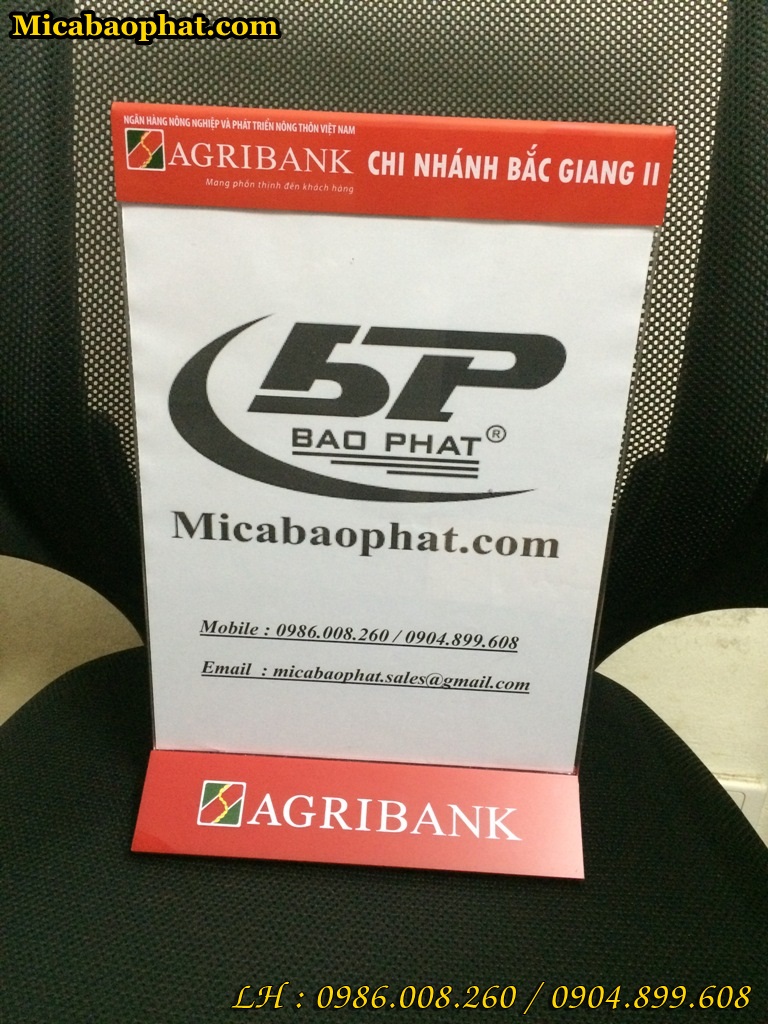 Micabaophat.com
NGÂN HÀNG NÔNG NGHIỆP VÀ PHÁT TRIỂN NÔNG THÔN VIỆT NAM
AGRIBANK CHI NHÁNH BẮC GIANG II
Mang phồn thịnh đến khách hàng
BP
BAO PHAT®
Micabaophat.com
Mobile : 0986.008.260 / 0904.899.608
Email : micabaophat.sales@gmail.com
AGRIBANK
LH : 0986.008.260 / 0904.899.608